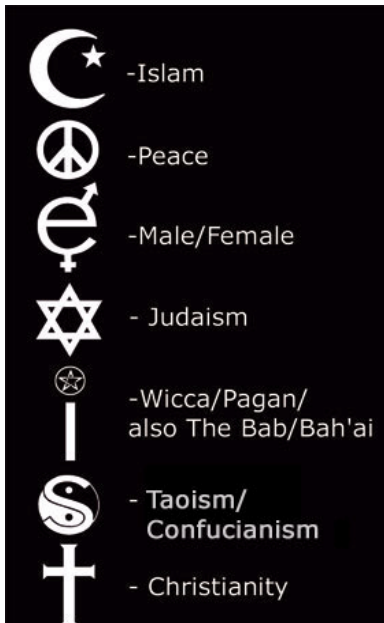 -Islam
-Peace
-Male/Female
- Judaism
-Wicca/Pagan/
also The Bab/Bah'ai
- Taoism/
Confucianism
- Christianity